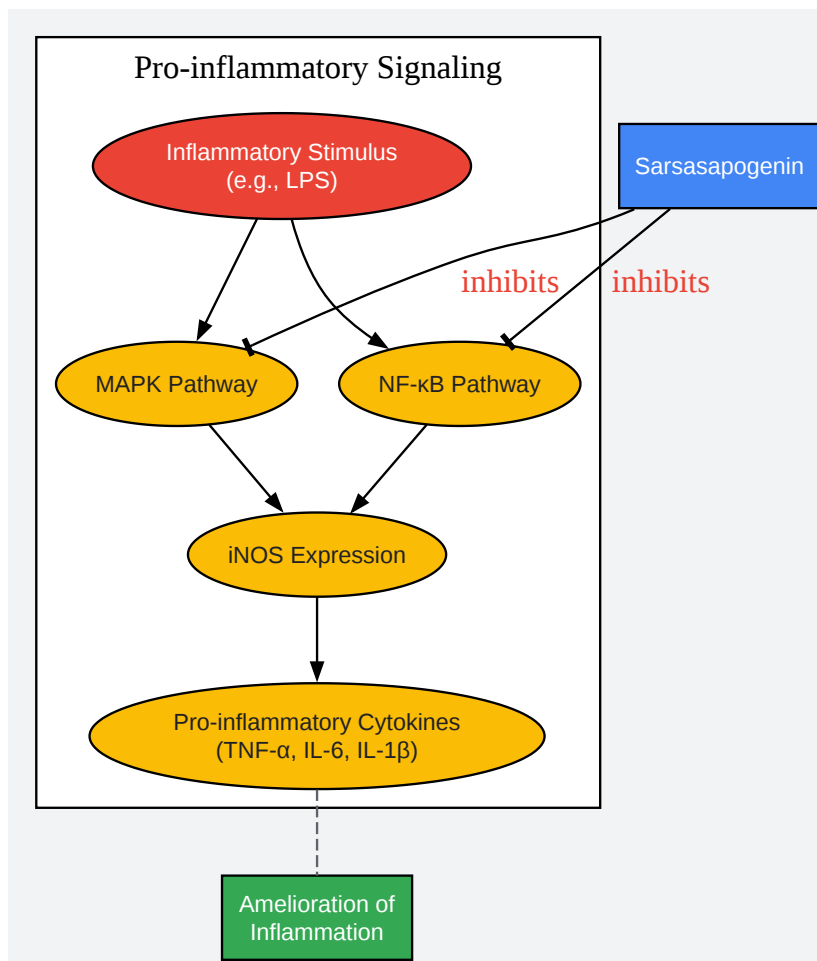 Pro-inflammatory Signaling
Inflammatory Stimulus
(e.g., LPS)
Sarsasapogenin
inhibits
inhibits
MAPK Pathway
NF-κB Pathway
iNOS Expression
Pro-inflammatory Cytokines
(TNF-α, IL-6, IL-1β)
Amelioration of
Inflammation